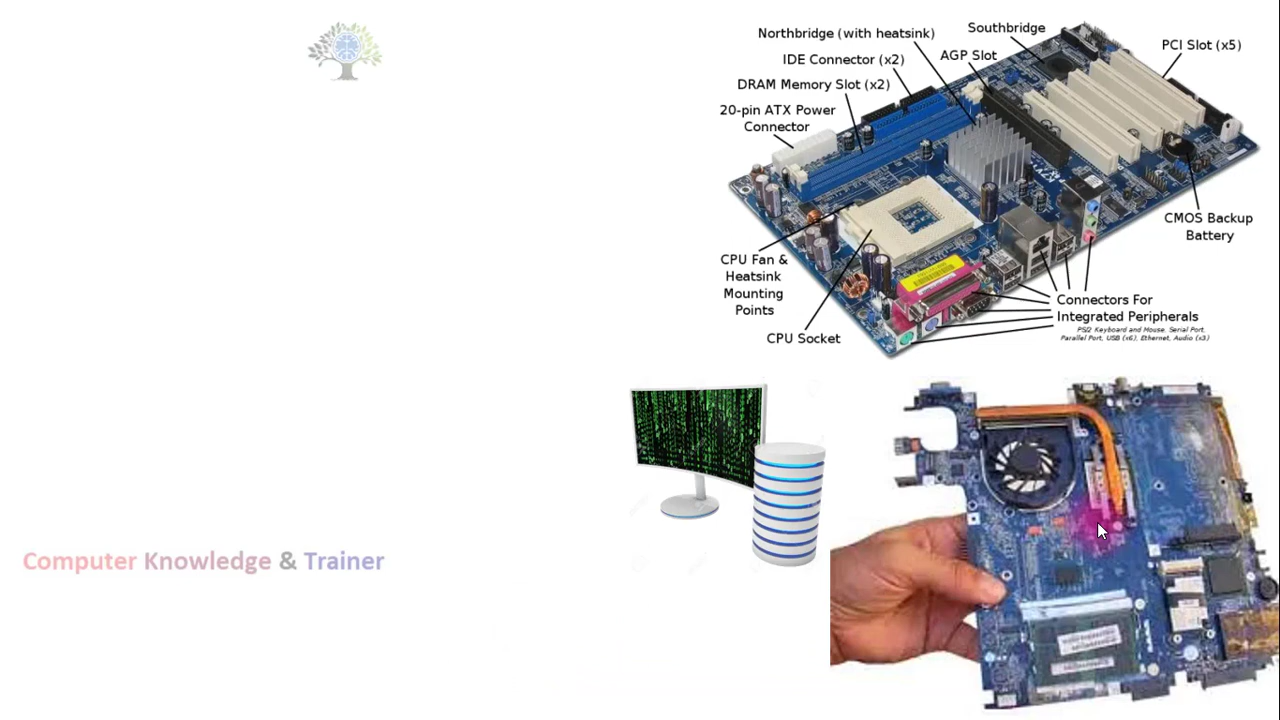 Northbridge (with heatsink)
Southbridge
IDE Connector (x2)
AGP Slot
PCI Slot (x5)
DRAM Memory Slot (x2)
20-pin ATX Power
Connector
CMOS Backup
Battery
CPU Fan &
Heatsink
Mounting
Points
CPU Socket
Connectors For
Integrated Peripherals
PS/2 Keyboard and Mouse, Serial Port,
Parallel Port, USB (x6), Ethernet, Audio (x3)
Computer Knowledge & Trainer